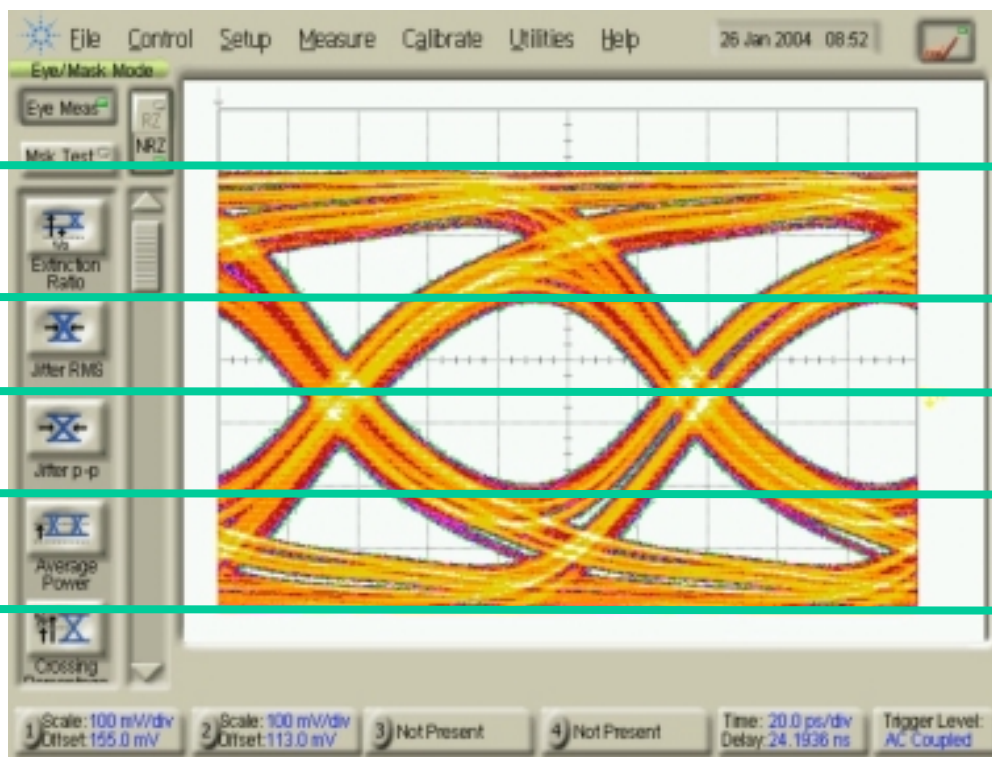 File Control Setup Measure Calibrate Utilities Help 26 Jan 2004 08:52
Eye/Mask Mode
Eye Meas
RZ
NRZ
Msk Test
Extinction
Ratio
Jitter RMS
Jitter p-p
Average
Power
Crossing
1 Scale: 100 mV/div
Offset: 155.0 mV
2 Scale: 100 mV/div
Offset: 113.0 mV
3 Not Present
4 Not Present
Time: 20.0 ps/div
Delay: 24.1936 ns
Trigger Level:
AC Coupled